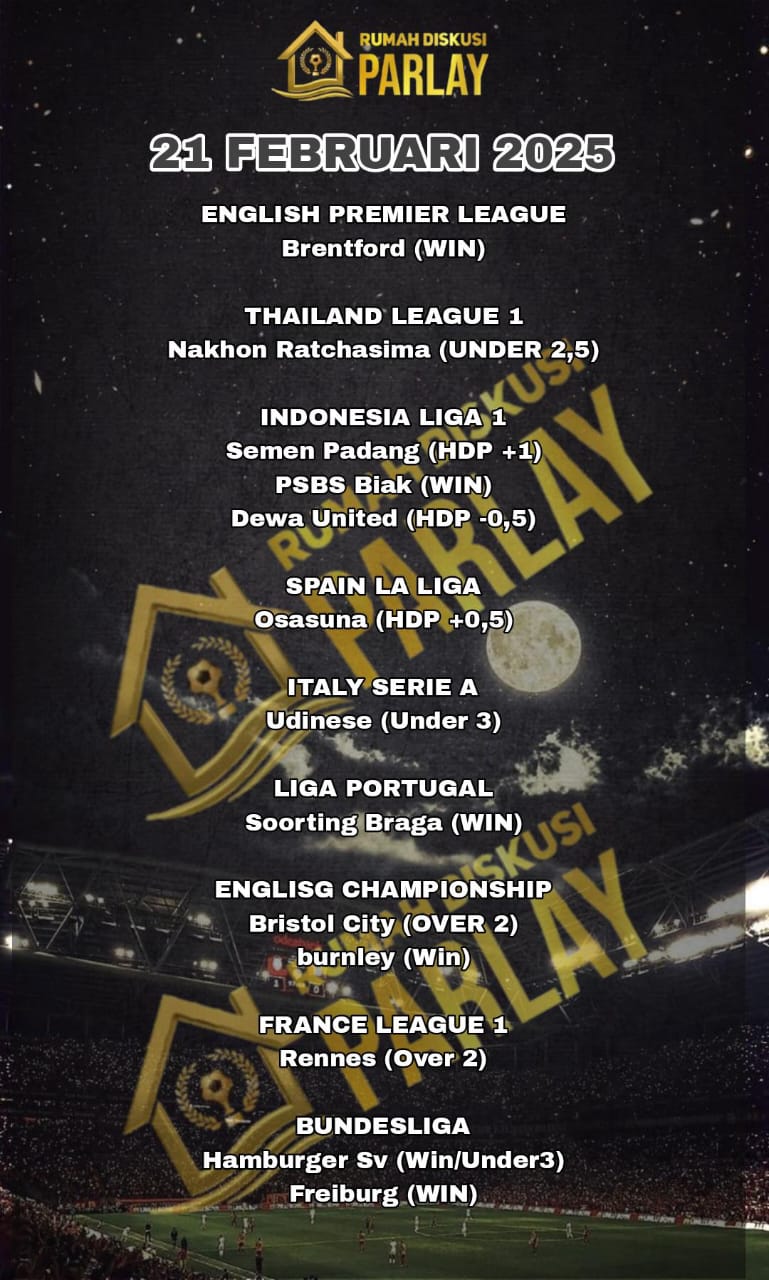 RUMAH DISKUSI
PARLAY
21 FEBRUARI 2025
ENGLISH PREMIER LEAGUE
Brentford (WIN)
THAILAND LEAGUE 1
Nakhon Ratchasima (UNDER 2,5)
INDONESIA LIGA 1
Semen Padang (HDP +1)
PSBS Biak (WIN)
Dewa United (HDP -0,5)
SPAIN LA LIGA
Osasuna (HDP +0,5)
ITALY SERIE A
Udinese (Under 3)
LIGA PORTUGAL
Soorting Braga (WIN)
ENGLISG CHAMPIONSHIP
Bristol City (OVER 2)
burnley (Win)
FRANCE LEAGUE 1
Rennes (Over 2)
BUNDESLIGA
Hamburger Sv (Win/Under3)
Freiburg (WIN)
RUMAH DISKUSI
PARLAY
RUMAH DISKUSI
PARLAY